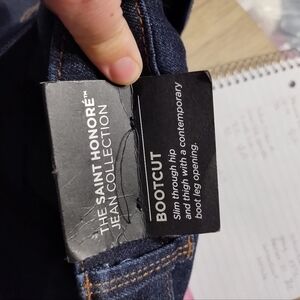 THE SAINT HONORÉ™
JEAN COLLECTION
BOOTCUT
Slim through hip
and thigh with a contemporary
boot leg opening.